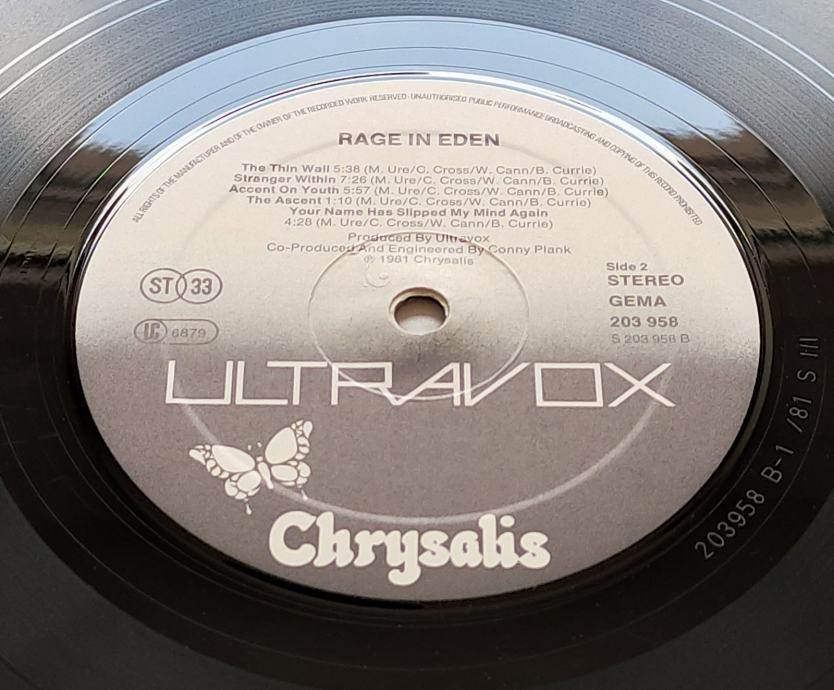 ALL RIGHTS OF THE MANUFACTURER AND OF THE OWNER OF THE RECORDED WORK RESERVED · UNAUTHORISED PUBLIC PERFORMANCE BROADCASTING AND COPYING OF THIS RECORD PROHIBITED
RAGE IN EDEN
The Thin Wall 5:38 (M. Ure/C. Cross/W. Cann/B. Currie)
Stranger Within 7:26 (M. Ure/C. Cross/W. Cann/B. Currie)
Accent On Youth 5:57 (M. Ure/C. Cross/W. Cann/B. Currie)
The Ascent 1:10 (M. Ure/C. Cross/W. Cann/B. Currie)
Your Name Has Slipped My Mind Again
4:28 (M. Ure/C. Cross/W. Cann/B. Currie)
Produced By Ultravox
Co-Produced And Engineered By Conny Plank
℗ 1981 Chrysalis
ST 33
LC 6879
Side 2
STEREO
GEMA
203 958
S 203 958 B
ULTRAVOX
Chrysalis
203958 B-1 /81 S III